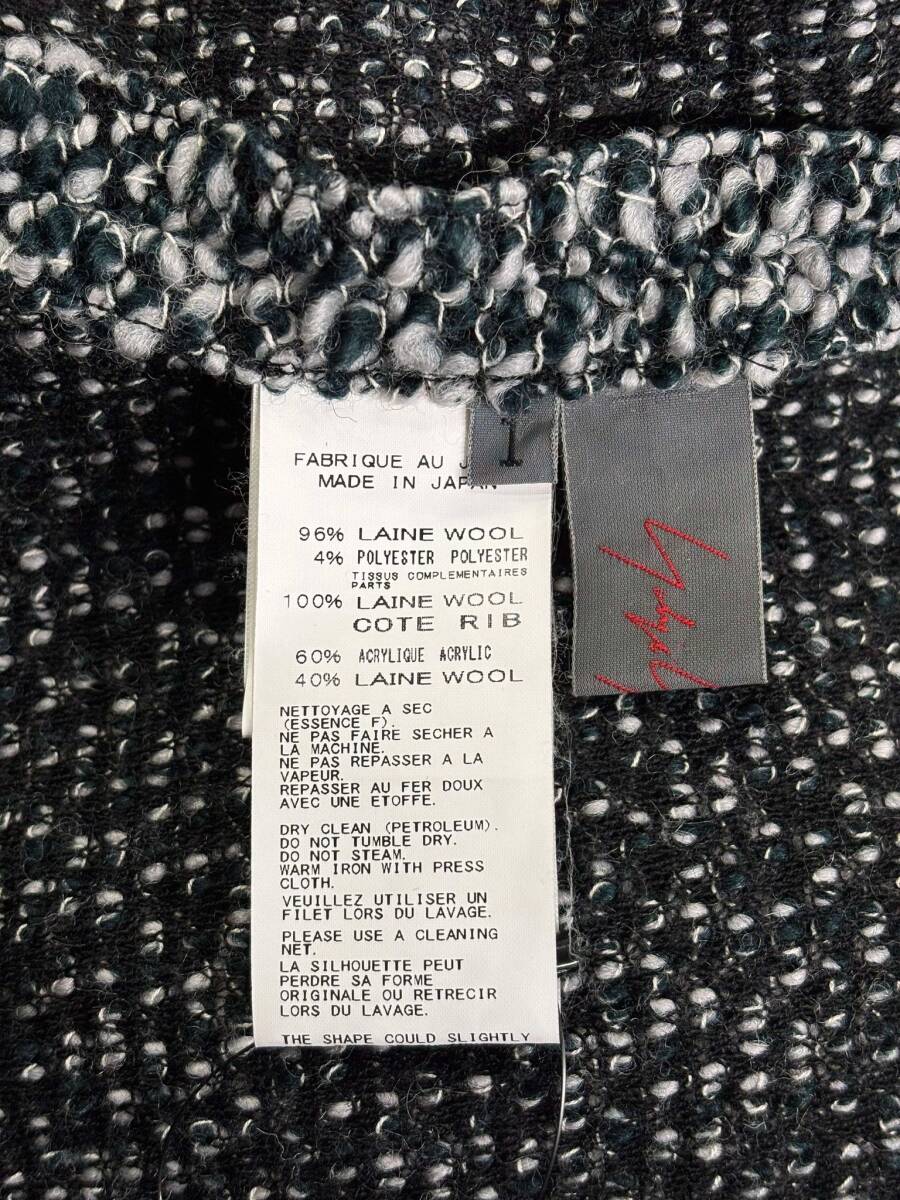 FABRIQUE AU
MADE IN JAPAN
1
96% LAINE WOOL
4% POLYESTER POLYESTER
TISSUS COMPLEMENTAIRES
PARTS
100% LAINE WOOL
COTE RIB
60% ACRYLIQUE ACRYLIC
40% LAINE WOOL
NETTOYAGE A SEC
(ESSENCE F).
NE PAS FAIRE SECHER A
LA MACHINE.
NE PAS REPASSER A LA
VAPEUR.
REPASSER AU FER DOUX
AVEC UNE ETOFFE.
DRY CLEAN (PETROLEUM).
DO NOT TUMBLE DRY.
DO NOT STEAM.
WARM IRON WITH PRESS
CLOTH.
VEUILLEZ UTILISER UN
FILET LORS DU LAVAGE.
PLEASE USE A CLEANING
NET.
LA SILHOUETTE PEUT
PERDRE SA FORME
ORIGINALE OU RETRECIR
LORS DU LAVAGE.
THE SHAPE COULD SLIGHTLY